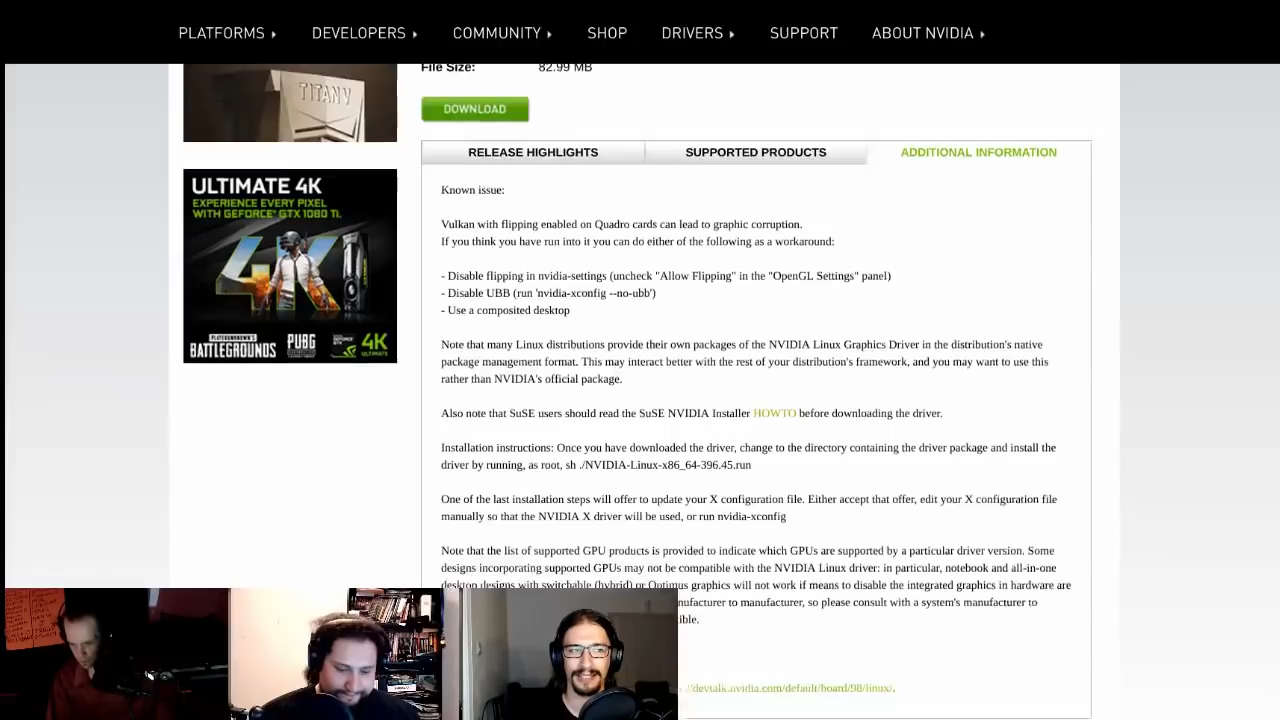 PLATFORMS
DEVELOPERS
COMMUNITY
SHOP
DRIVERS
SUPPORT
ABOUT NVIDIA
File Size: 82.99 MB
TITAN V
DOWNLOAD
RELEASE HIGHLIGHTS
SUPPORTED PRODUCTS
ADDITIONAL INFORMATION
ULTIMATE 4K
EXPERIENCE EVERY PIXEL
WITH GEFORCE® GTX 1080 Ti.
4K
PLAYERUNKNOWN'S
BATTLEGROUNDS
PUBG
4K
ULTIMATE
Known issue:
Vulkan with flipping enabled on Quadro cards can lead to graphic corruption.
If you think you have run into it you can do either of the following as a workaround:
- Disable flipping in nvidia-settings (uncheck "Allow Flipping" in the "OpenGL Settings" panel)
- Disable UBB (run 'nvidia-xconfig --no-ubb')
- Use a composited desktop
Note that many Linux distributions provide their own packages of the NVIDIA Linux Graphics Driver in the distribution's native
package management format. This may interact better with the rest of your distribution's framework, and you may want to use this
rather than NVIDIA's official package.
Also note that SuSE users should read the SuSE NVIDIA Installer HOWTO before downloading the driver.
Installation instructions: Once you have downloaded the driver, change to the directory containing the driver package and install the
driver by running, as root, sh ./NVIDIA-Linux-x86_64-396.45.run
One of the last installation steps will offer to update your X configuration file. Either accept that offer, edit your X configuration file
manually so that the NVIDIA X driver will be used, or run nvidia-xconfig
Note that the list of supported GPU products is provided to indicate which GPUs are supported by a particular driver version. Some
designs incorporating supported GPUs may not be compatible with the NVIDIA Linux driver: in particular, notebook and all-in-one
desktop designs with switchable (hybrid) or Optimus graphics will not work if means to disable the integrated graphics in hardware are
nufacturer to manufacturer, so please consult with a system's manufacturer to
ible.
//devtalk.nvidia.com/default/board/98/linux/.